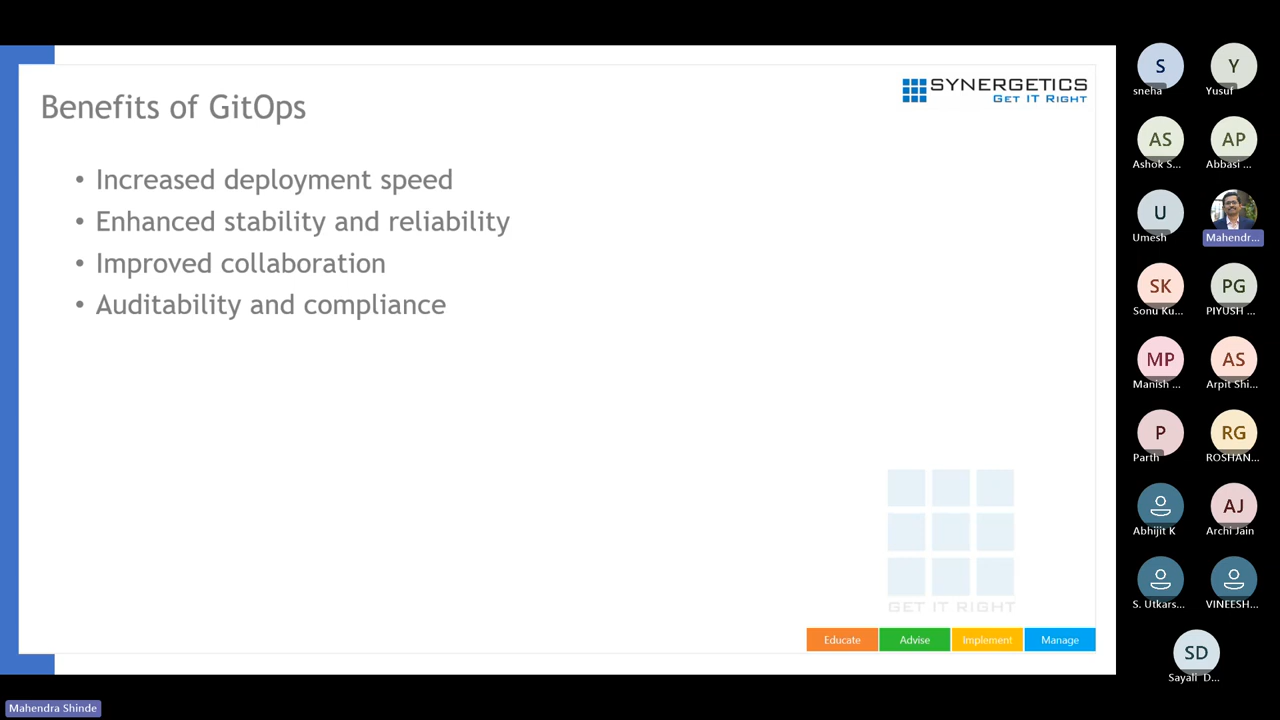 SYNERGETICS
GET IT RIGHT
Benefits of GitOps
• Increased deployment speed
• Enhanced stability and reliability
• Improved collaboration
• Auditability and compliance
GET IT RIGHT
Educate Advise Implement Manage
S Y
sneha Yusuf
AS AP
Ashok S... Abbasi ...
U
Umesh Mahendr...
SK PG
Sonu Ku... PIYUSH ...
MP AS
Manish ... Arpit Shi...
P RG
Parth ROSHAN...
AJ
Abhijit K Archi Jain
S. Utkars... VINEESH...
SD
Sayali D...
Mahendra Shinde